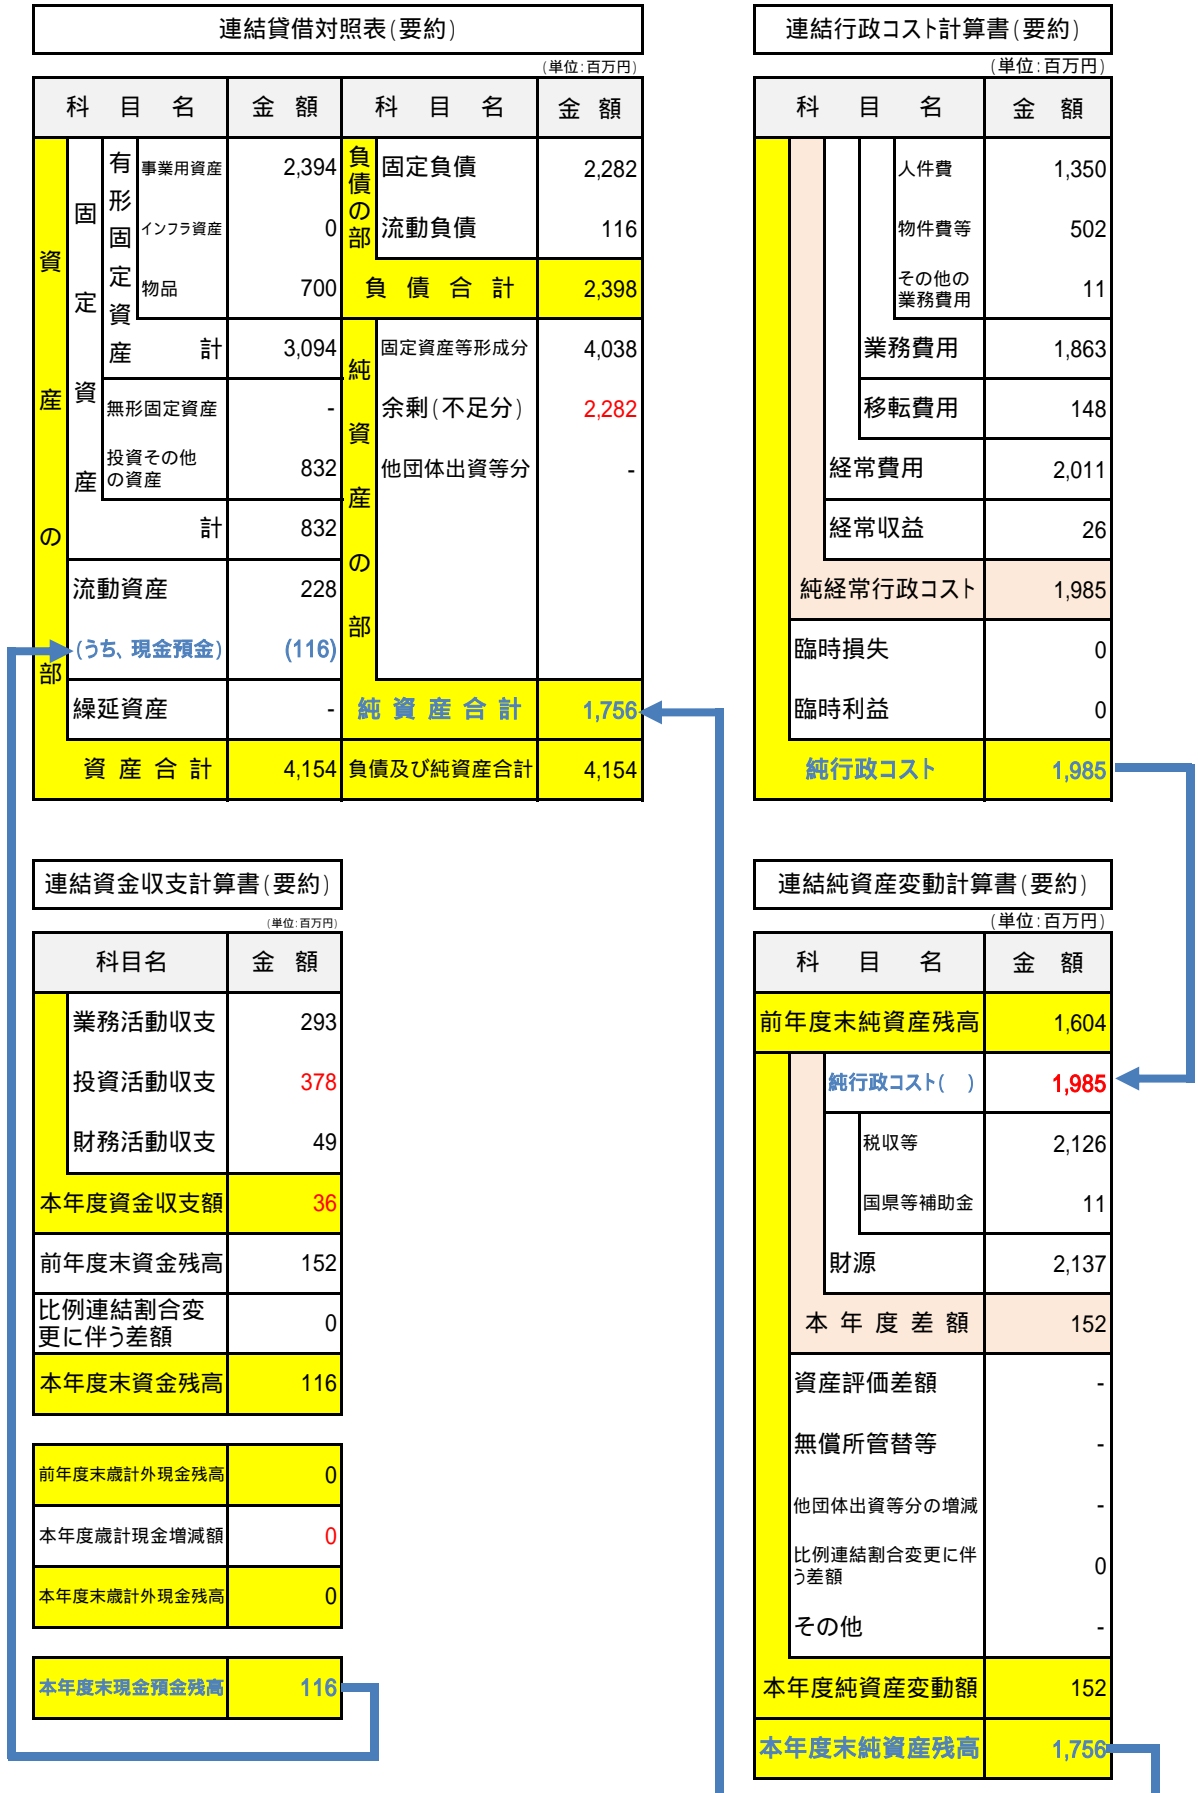 連結貸借対照表(要約)
(単位:百万円)
科 目 名 金 額 科 目 名 金 額
資産の部
固定資産
有形固定資産
事業用資産 2,394
インフラ資産 0
物品 700
計 3,094
無形固定資産 -
投資その他
の資産 832
計 832
流動資産 228
(うち、現金預金) (116)
繰延資産 -
資 産 合 計 4,154
負債の部
固定負債 2,282
流動負債 116
負 債 合 計 2,398
純資産の部
固定資産等形成分 4,038
余剰(不足分) 2,282
他団体出資等分 -
純 資 産 合 計 1,756
負債及び純資産合計 4,154
連結行政コスト計算書(要約)
(単位:百万円)
科 目 名 金 額
人件費 1,350
物件費等 502
その他の
業務費用 11
業務費用 1,863
移転費用 148
経常費用 2,011
経常収益 26
純経常行政コスト 1,985
臨時損失 0
臨時利益 0
純行政コスト 1,985
連結資金収支計算書(要約)
(単位:百万円)
科目名 金 額
業務活動収支 293
投資活動収支 378
財務活動収支 49
本年度資金収支額 36
前年度末資金残高 152
比例連結割合変
更に伴う差額 0
本年度末資金残高 116
前年度末歳計外現金残高 0
本年度歳計現金増減額 0
本年度末歳計外現金残高 0
本年度末現金預金残高 116
連結純資産変動計算書(要約)
(単位:百万円)
科 目 名 金 額
前年度末純資産残高 1,604
純行政コスト( ) 1,985
税収等 2,126
国県等補助金 11
財源 2,137
本 年 度 差 額 152
資産評価差額 -
無償所管替等 -
他団体出資等分の増減 -
比例連結割合変更に伴
う差額 0
その他 -
本年度純資産変動額 152
本年度末純資産残高 1,756